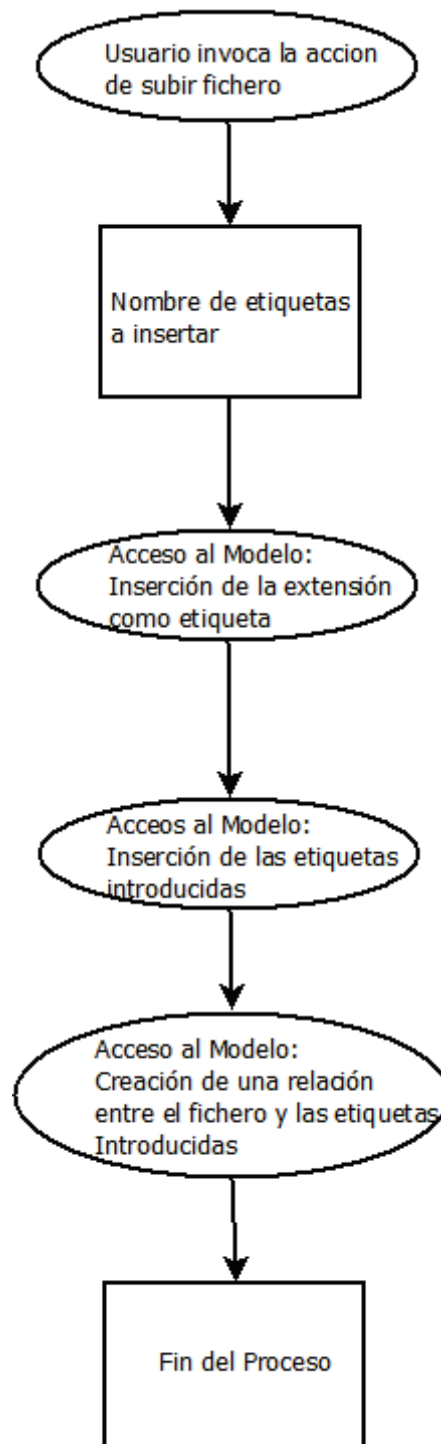 Usuario invoca la accion
de subir fichero
Nombre de etiquetas
a insertar
Acceso al Modelo:
Inserción de la extensión
como etiqueta
Acceos al Modelo:
Inserción de las etiquetas
introducidas
Acceso al Modelo:
Creación de una relación
entre el fichero y las etiquetas
Introducidas
Fin del Proceso